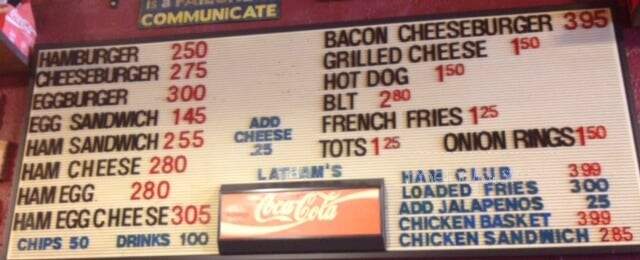 COMMUNICATE
HAMBURGER 250
CHEESEBURGER 275
EGGBURGER 300
EGG SANDWICH 145
HAM SANDWICH 255
HAM CHEESE 280
HAM EGG 280
HAM EGG CHEESE 305
CHIPS 50 DRINKS 100
ADD
CHEESE
.25
LATHAM'S
Coca-Cola
BACON CHEESEBURGER 395
GRILLED CHEESE 150
HOT DOG 150
BLT 280
FRENCH FRIES 125
TOTS 125 ONION RINGS 150
HAM CLUB 399
LOADED FRIES 300
ADD JALAPENOS 25
CHICKEN BASKET 399
CHICKEN SANDWICH 285